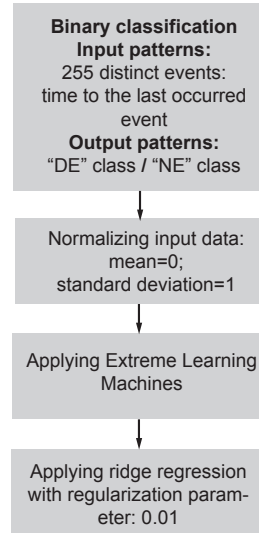 Binary classification
Input patterns:
255 distinct events:
time to the last occurred
event
Output patterns:
“DE” class / “NE” class
Normalizing input data:
mean=0;
standard deviation=1
Applying Extreme Learning
Machines
Applying ridge regression
with regularization param-
eter: 0.01